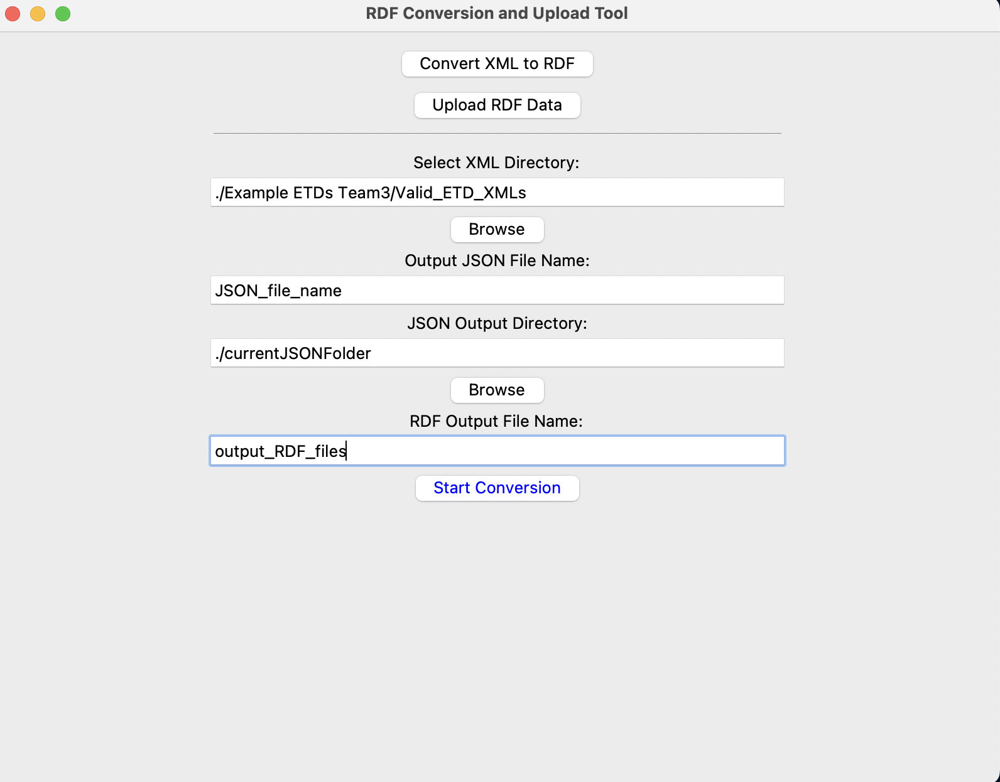 RDF Conversion and Upload Tool
Convert XML to RDF
Upload RDF Data
Select XML Directory:
./Example ETDs Team3/Valid_ETD_XMLs
Browse
Output JSON File Name:
JSON_file_name
JSON Output Directory:
./currentJSONFolder
Browse
RDF Output File Name:
output_RDF_files
Start Conversion